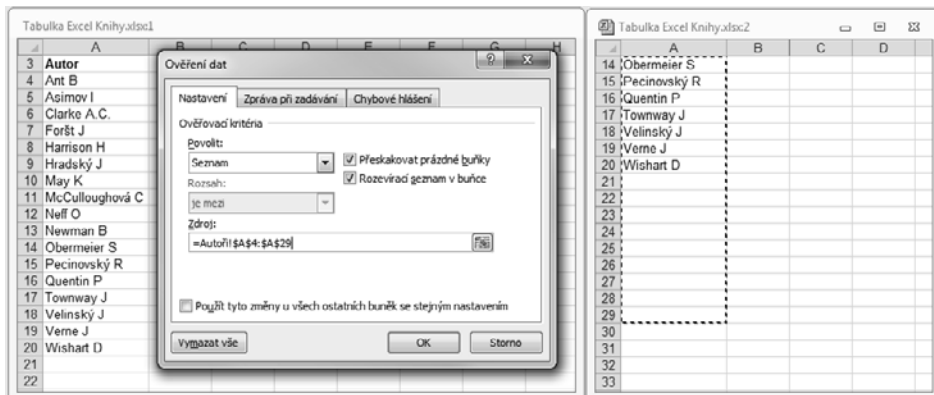 Tabulka Excel Knihy.xlsx:1
A B C D E F G H
3 Autor
4 Ant B
5 Asimov I
6 Clarke A.C.
7 Foršt J
8 Harrison H
9 Hradský J
10 May K
11 McCulloughová C
12 Neff O
13 Newman B
14 Obermeier S
15 Pecinovský R
16 Quentin P
17 Townway J
18 Velinský J
19 Verne J
20 Wishart D
21
22
Ověření dat
Nastavení Zpráva při zadávání Chybové hlášení
Ověřovací kritéria
Povolit:
Seznam Přeskakovat prázdné buňky
Rozsah: Rozevírací seznam v buňce
je mezi
Zdroj:
=Autoři!$A$4:$A$29
Použít tyto změny u všech ostatních buněk se stejným nastavením
Vymazat vše OK Storno
Tabulka Excel Knihy.xlsx:2
A B C D
14 Obermeier S
15 Pecinovský R
16 Quentin P
17 Townway J
18 Velinský J
19 Verne J
20 Wishart D
21
22
23
24
25
26
27
28
29
30
31
32
33